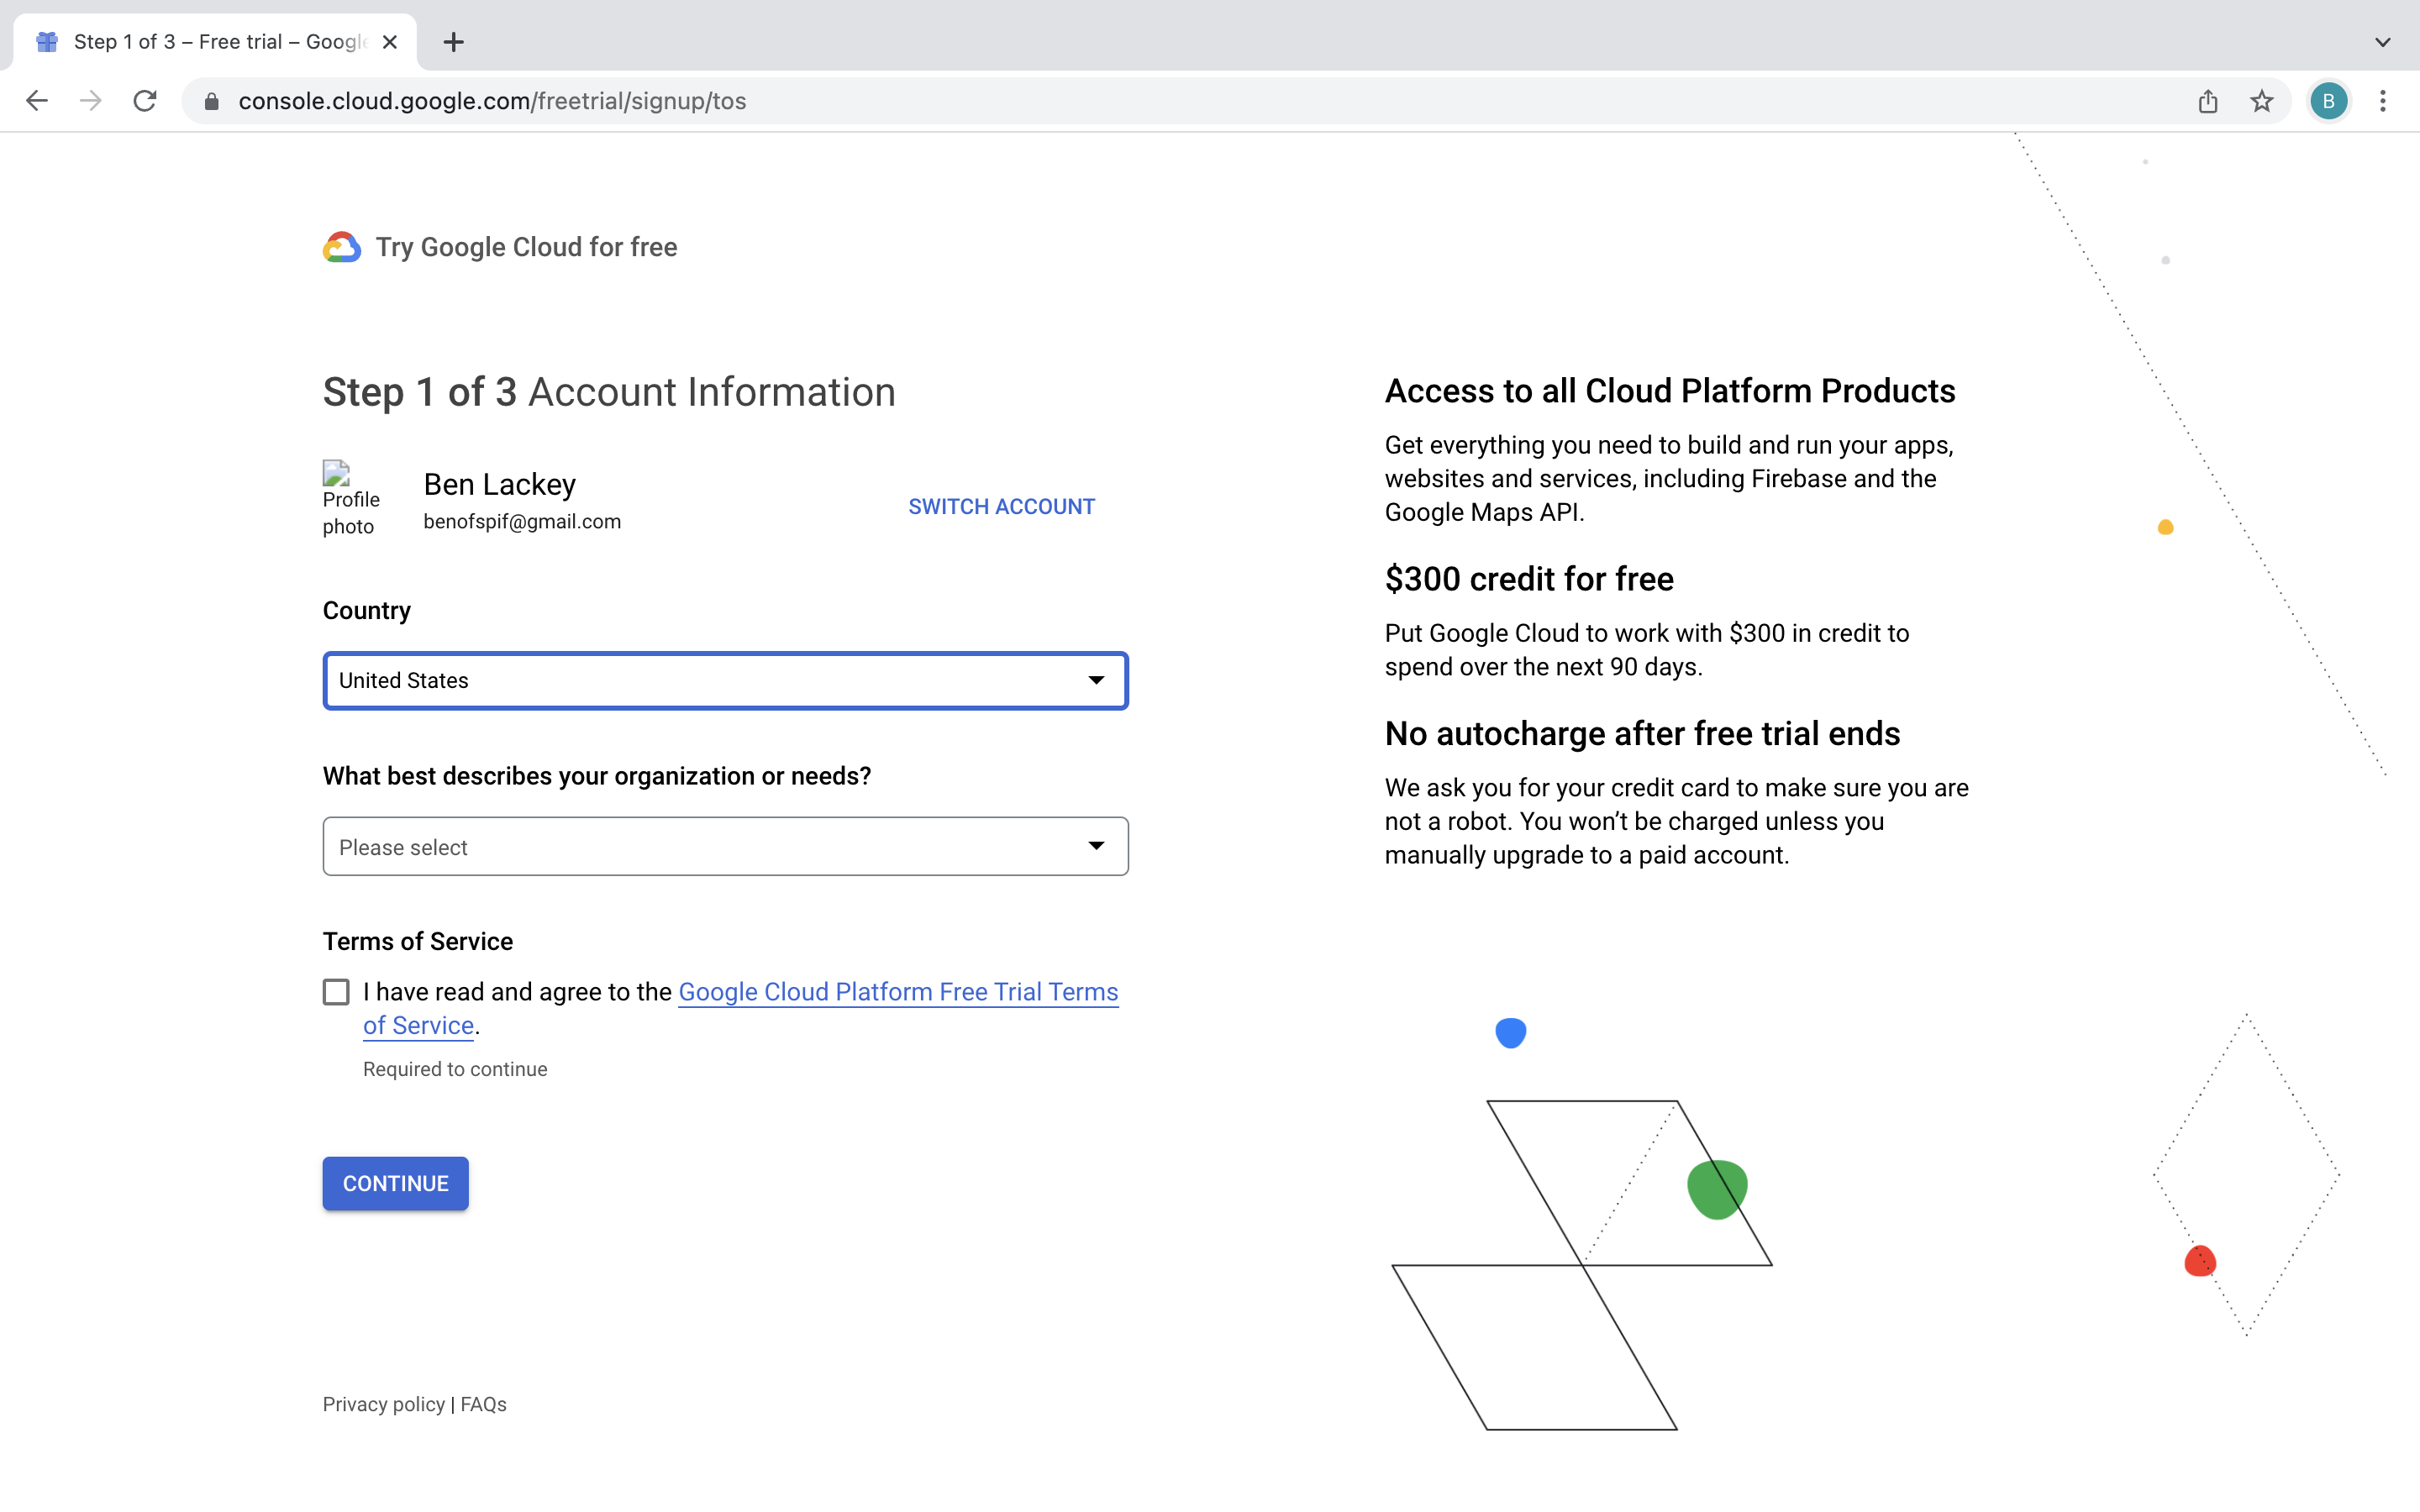 Step 1 of 3 – Free trial – Google
console.cloud.google.com/freetrial/signup/tos
B
Try Google Cloud for free
Step 1 of 3 Account Information
Profile
photo
Ben Lackey
benofspif@gmail.com
SWITCH ACCOUNT
Country
United States
What best describes your organization or needs?
Please select
Terms of Service
I have read and agree to the Google Cloud Platform Free Trial Terms
of Service.
Required to continue
CONTINUE
Privacy policy | FAQs
Access to all Cloud Platform Products
Get everything you need to build and run your apps,
websites and services, including Firebase and the
Google Maps API.
$300 credit for free
Put Google Cloud to work with $300 in credit to
spend over the next 90 days.
No autocharge after free trial ends
We ask you for your credit card to make sure you are
not a robot. You won’t be charged unless you
manually upgrade to a paid account.